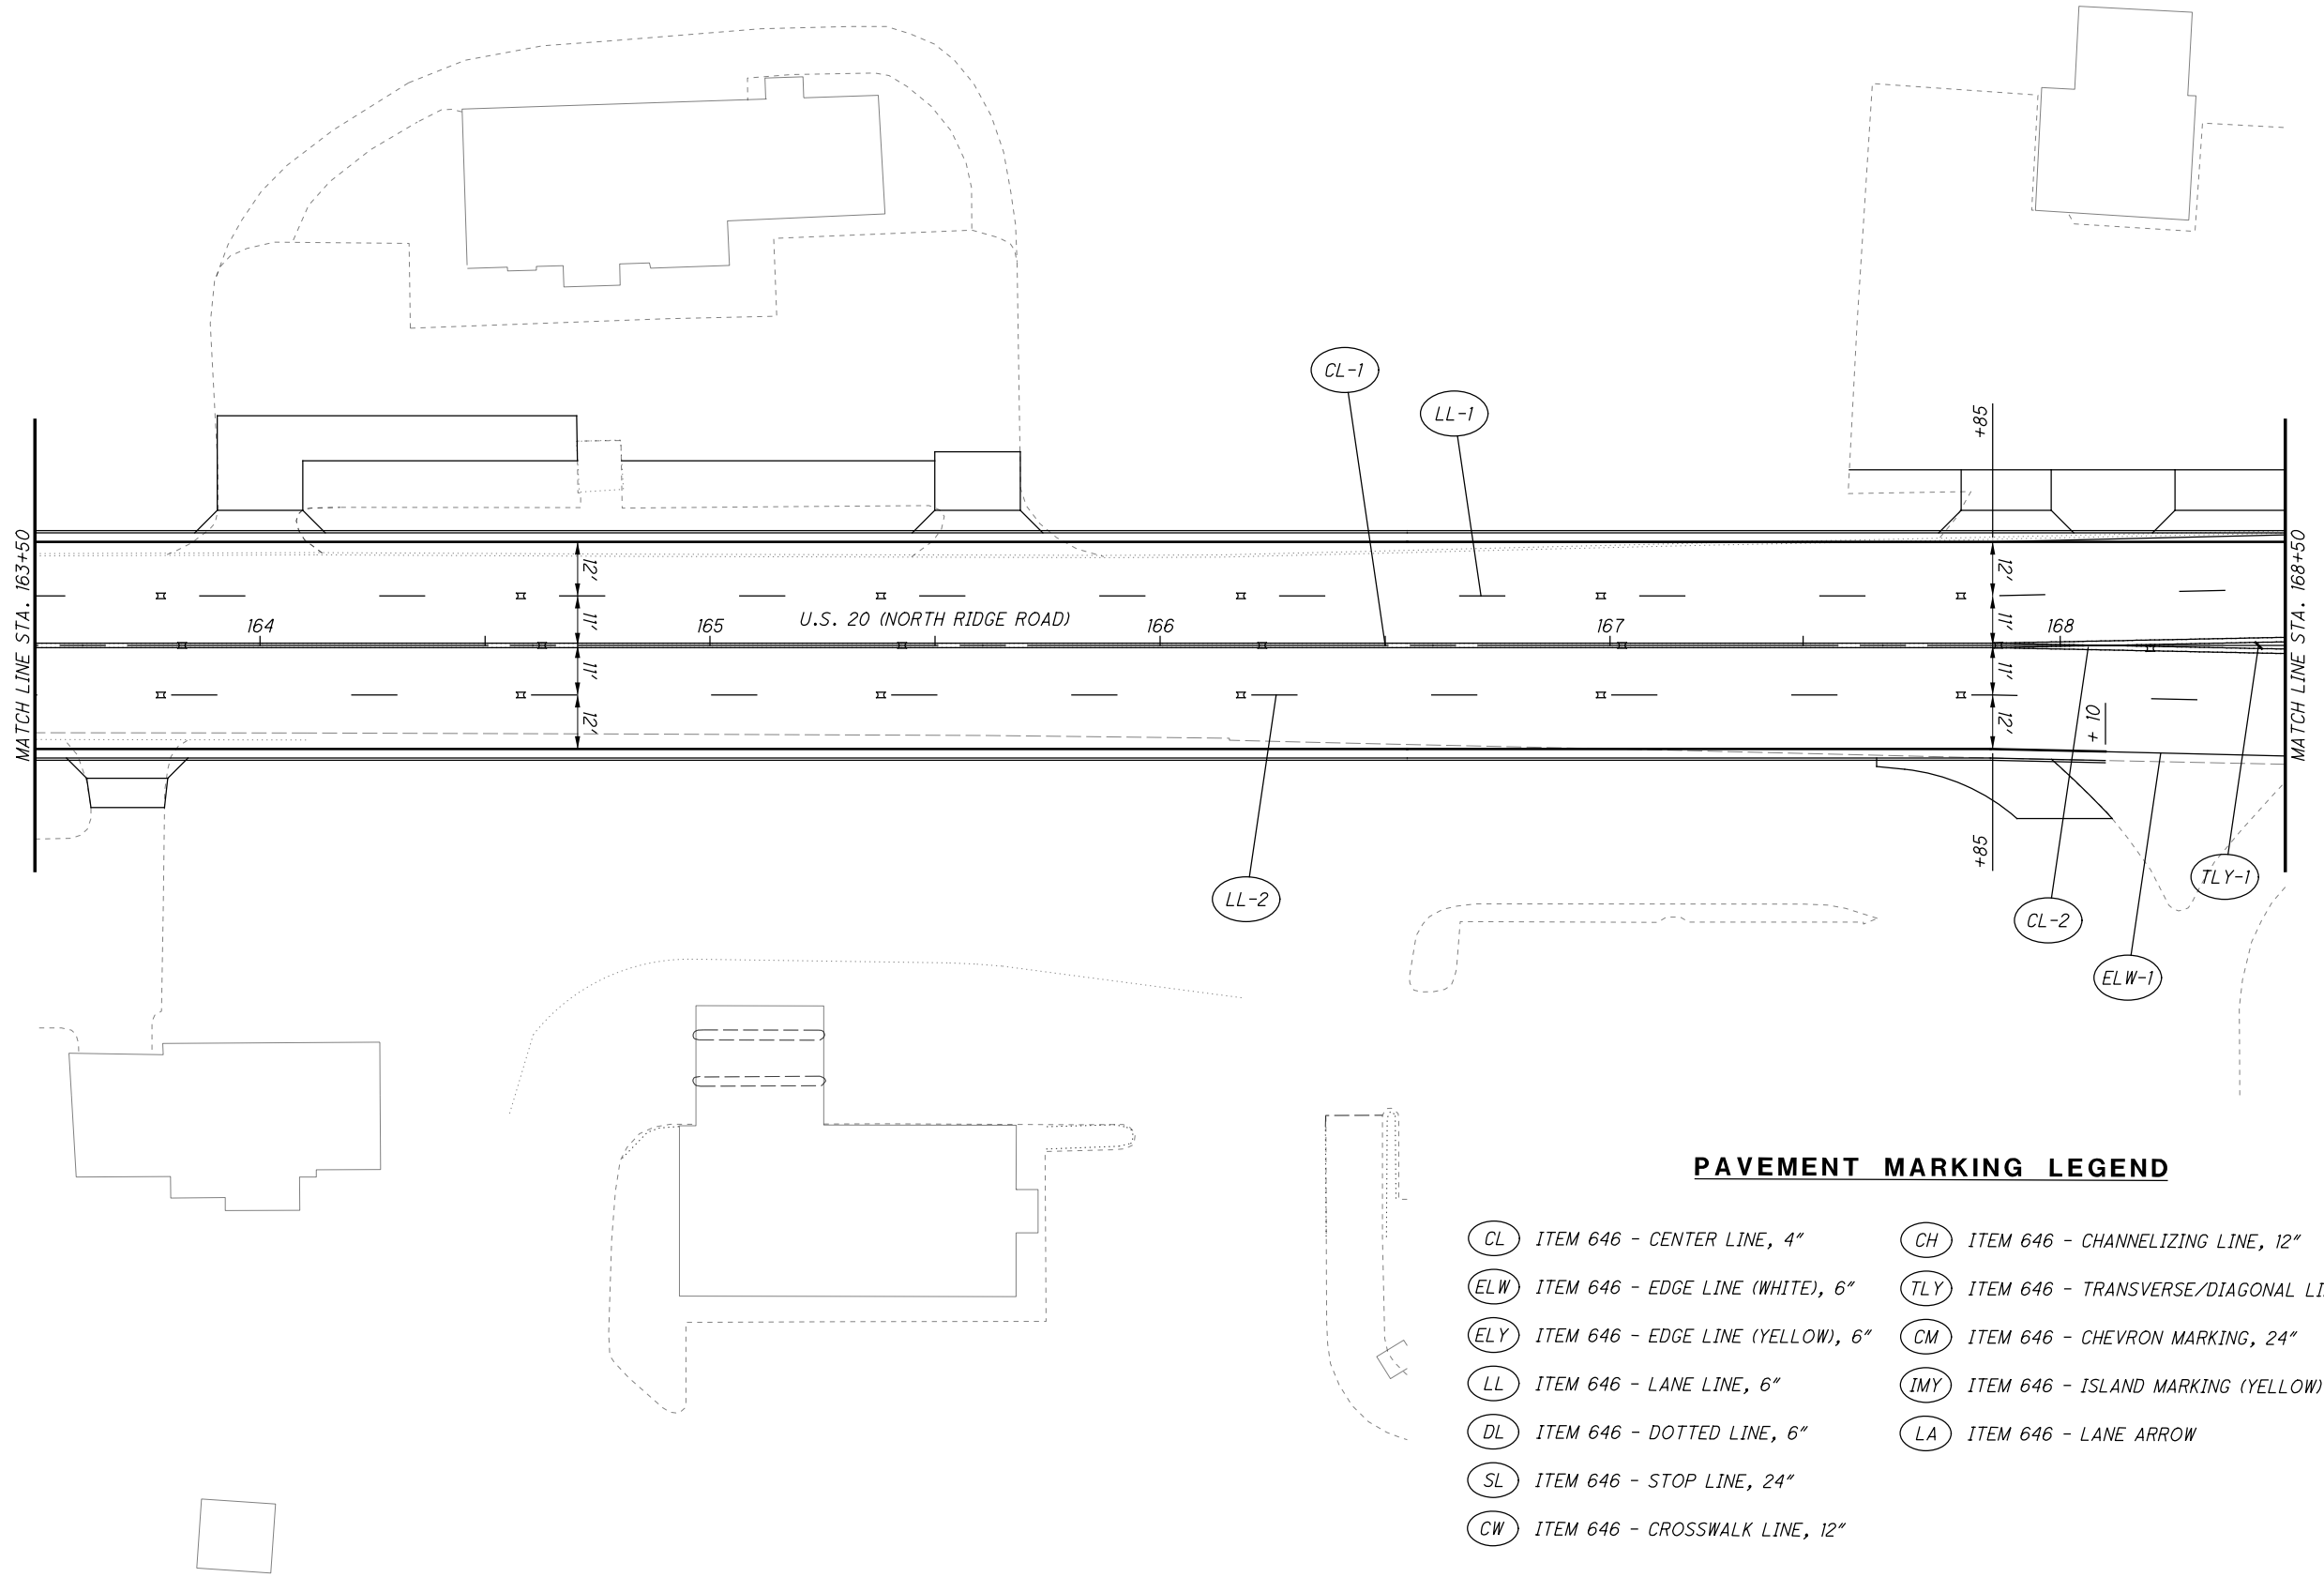 CL-1
LL-1
+85
MATCH LINE STA. 163+50
MATCH LINE STA. 168+50
12'
12'
11'
11'
U.S. 20 (NORTH RIDGE ROAD)
164
165
166
167
168
11'
11'
12'
12'
+ 10
+85
LL-2
TLY-1
CL-2
ELW-1
PAVEMENT MARKING LEGEND
CL ITEM 646 - CENTER LINE, 4"
ELW ITEM 646 - EDGE LINE (WHITE), 6"
ELY ITEM 646 - EDGE LINE (YELLOW), 6"
LL ITEM 646 - LANE LINE, 6"
DL ITEM 646 - DOTTED LINE, 6"
SL ITEM 646 - STOP LINE, 24"
CW ITEM 646 - CROSSWALK LINE, 12"
CH ITEM 646 - CHANNELIZING LINE, 12"
TLY ITEM 646 - TRANSVERSE/DIAGONAL
CM ITEM 646 - CHEVRON MARKING, 24"
IMY ITEM 646 - ISLAND MARKING (YELLOW)
LA ITEM 646 - LANE ARROW